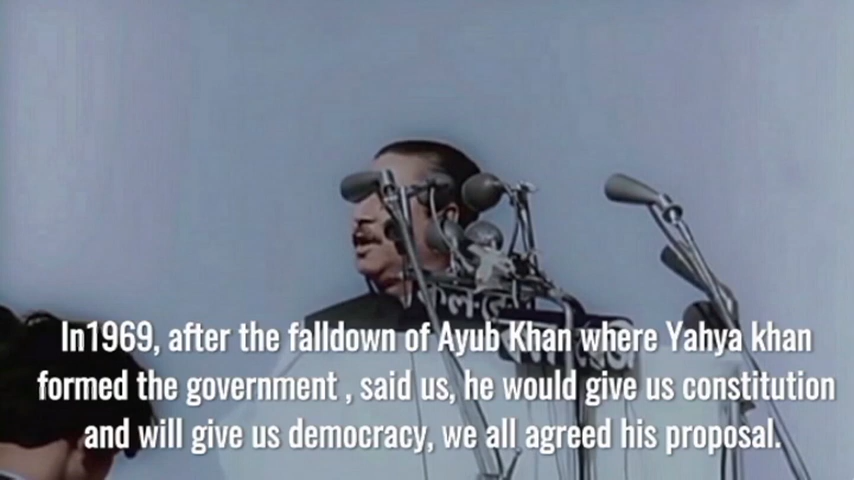 In1969, after the falldown of Ayub Khan where Yahya khan
formed the government , said us, he would give us constitution
and will give us democracy, we all agreed his proposal.